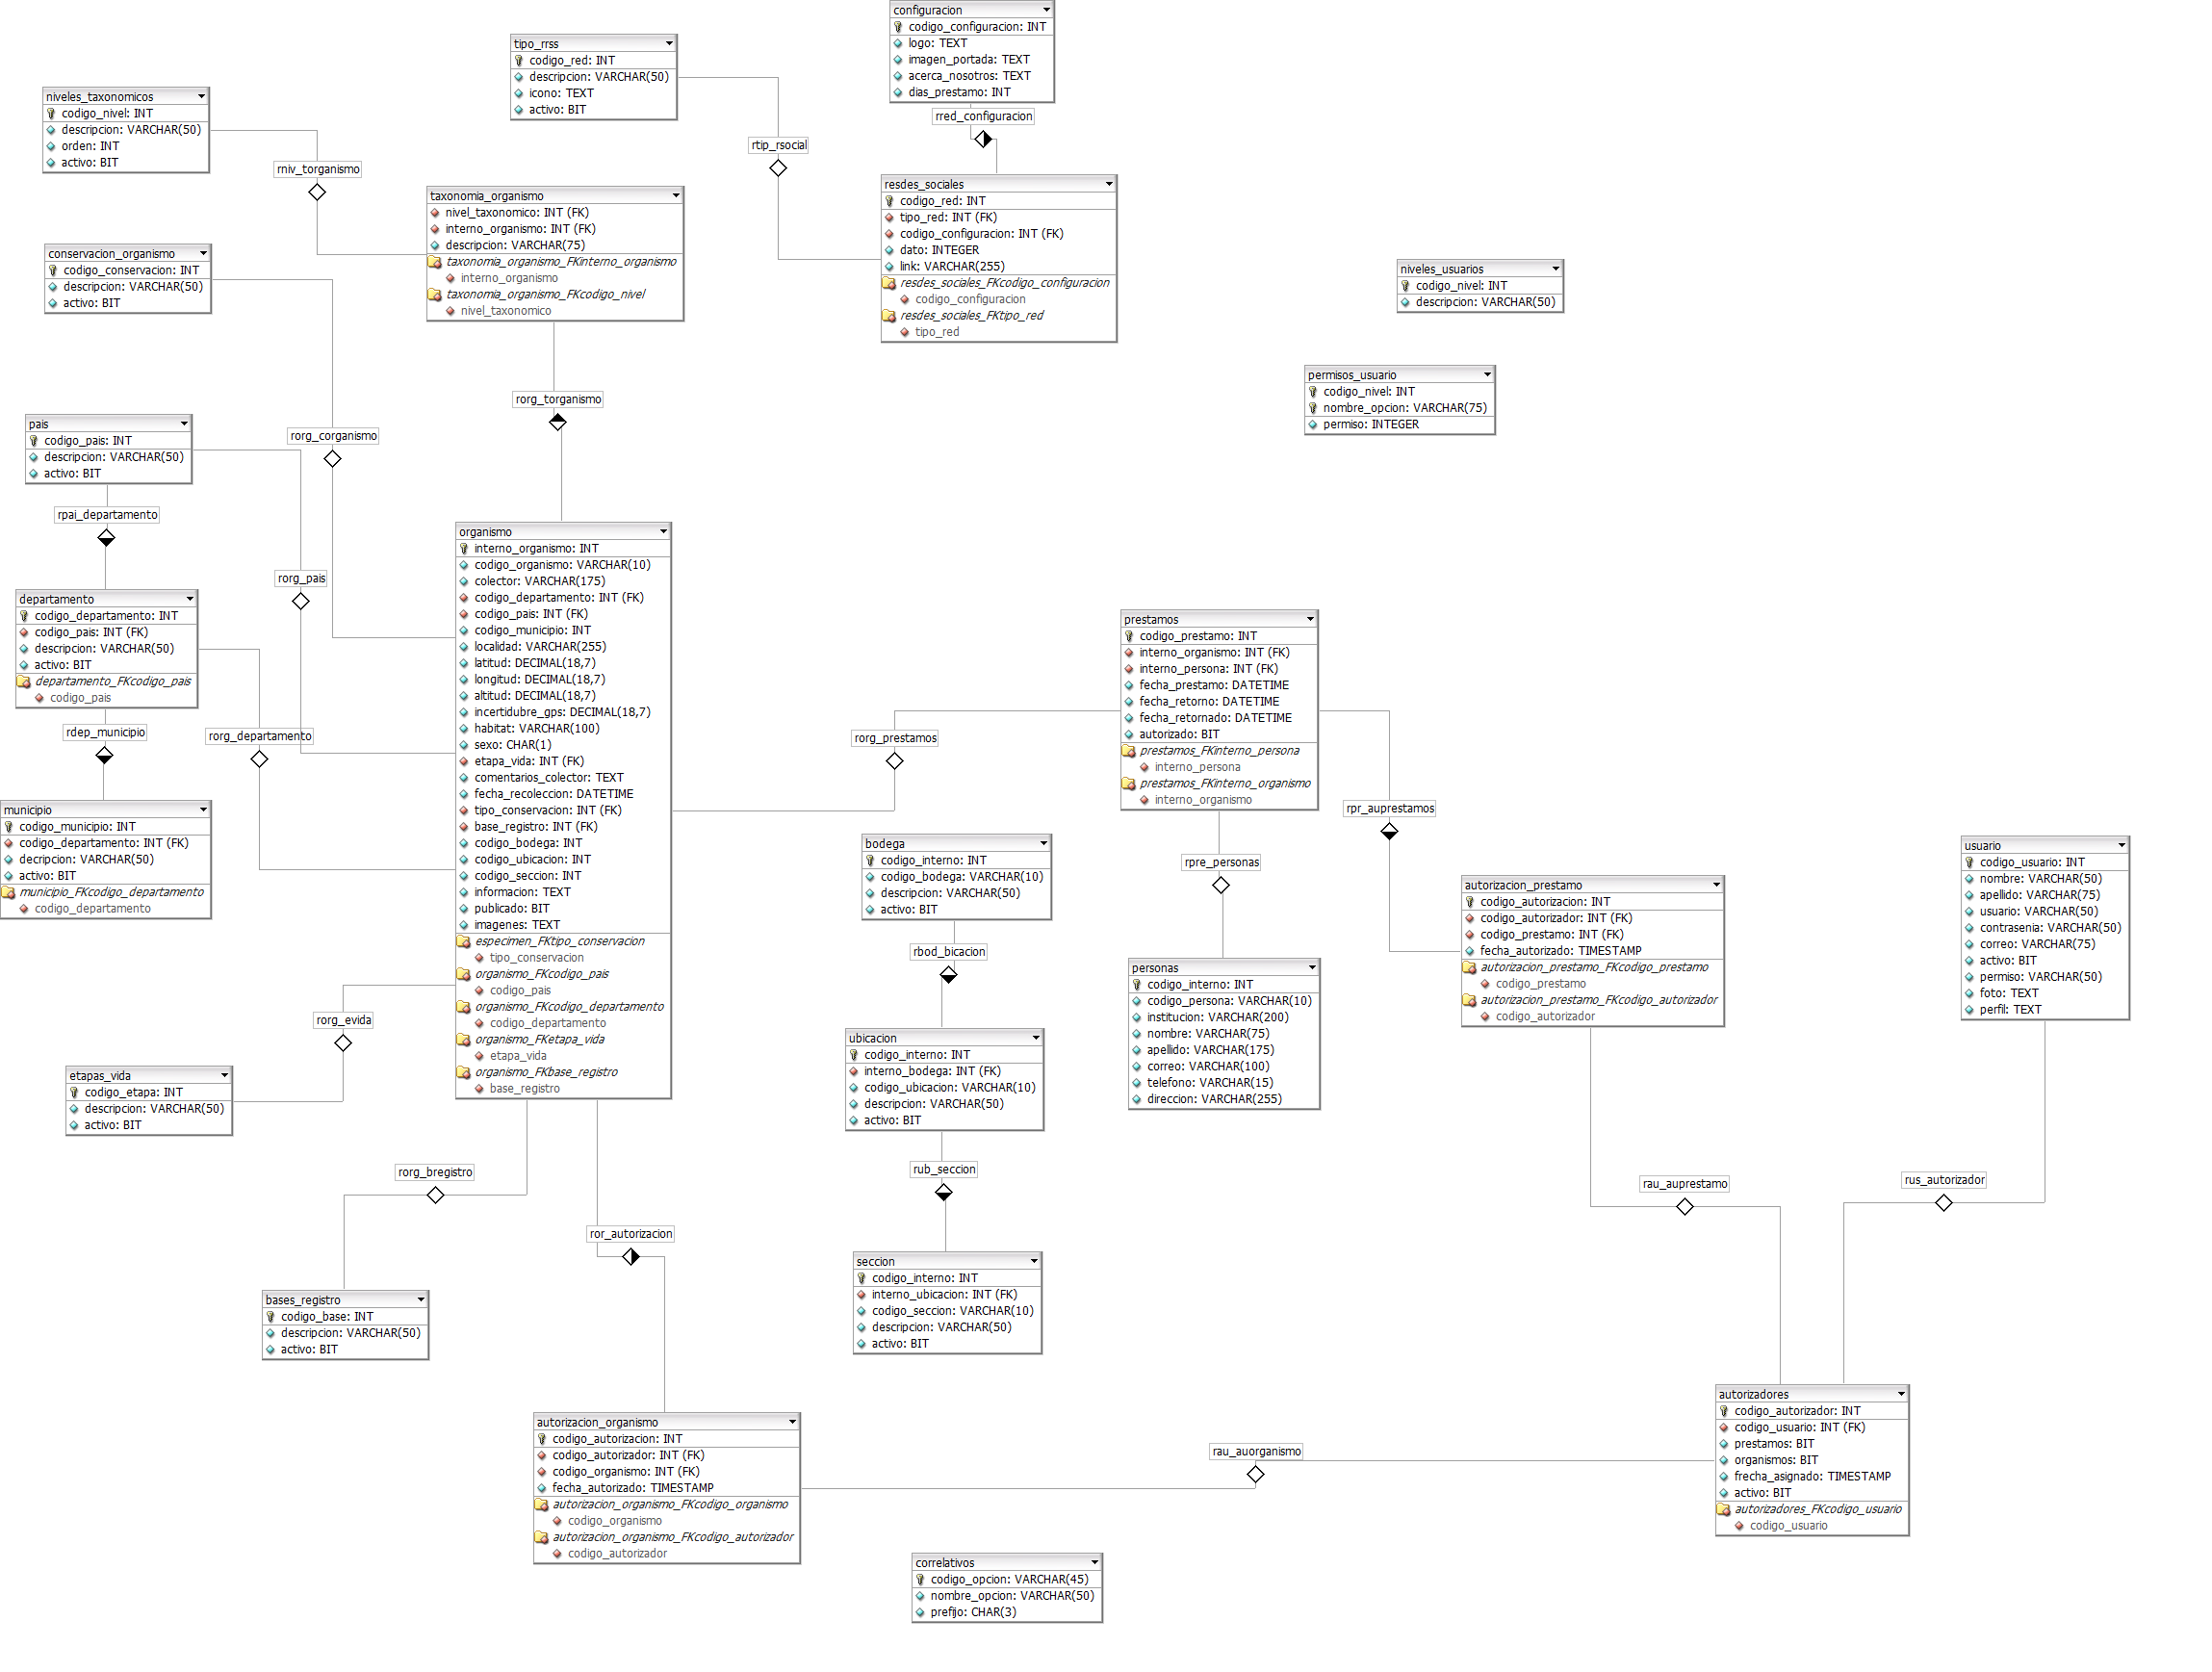 configuracion
codigo_configuracion: INT
logo: TEXT
imagen_portada: TEXT
acerca_nosotros: TEXT
dias_prestamo: INT
rred_configuracion
tipo_rrss
codigo_red: INT
descripcion: VARCHAR(50)
icono: TEXT
activo: BIT
rtip_rsocial
niveles_taxonomicos
codigo_nivel: INT
descripcion: VARCHAR(50)
orden: INT
activo: BIT
rniv_torganismo
taxonomia_organismo
nivel_taxonomico: INT (FK)
interno_organismo: INT (FK)
descripcion: VARCHAR(75)
taxonomia_organismo_FKinterno_organismo
interno_organismo
taxonomia_organismo_FKcodigo_nivel
nivel_taxonomico
resdes_sociales
codigo_red: INT
tipo_red: INT (FK)
codigo_configuracion: INT (FK)
dato: INTEGER
link: VARCHAR(255)
resdes_sociales_FKcodigo_configuracion
codigo_configuracion
resdes_sociales_FKtipo_red
tipo_red
conservacion_organismo
codigo_conservacion: INT
descripcion: VARCHAR(50)
activo: BIT
niveles_usuarios
codigo_nivel: INT
descripcion: VARCHAR(50)
permisos_usuario
codigo_nivel: INT
nombre_opcion: VARCHAR(75)
permiso: INTEGER
rorg_torganismo
rorg_corganismo
pais
codigo_pais: INT
descripcion: VARCHAR(50)
activo: BIT
rpai_departamento
rorg_pais
departamento
codigo_departamento: INT
codigo_pais: INT (FK)
descripcion: VARCHAR(50)
activo: BIT
departamento_FKcodigo_pais
codigo_pais
rdep_municipio
rorg_departamento
municipio
codigo_municipio: INT
codigo_departamento: INT (FK)
decripcion: VARCHAR(50)
activo: BIT
municipio_FKcodigo_departamento
codigo_departamento
organismo
interno_organismo: INT
codigo_organismo: VARCHAR(10)
colector: VARCHAR(175)
codigo_departamento: INT (FK)
codigo_pais: INT (FK)
codigo_municipio: INT
localidad: VARCHAR(255)
latitud: DECIMAL(18,7)
longitud: DECIMAL(18,7)
altitud: DECIMAL(18,7)
incertidubre_gps: DECIMAL(18,7)
habitat: VARCHAR(100)
sexo: CHAR(1)
etapa_vida: INT (FK)
comentarios_colector: TEXT
fecha_recoleccion: DATETIME
tipo_conservacion: INT (FK)
base_registro: INT (FK)
codigo_bodega: INT
codigo_ubicacion: INT
codigo_seccion: INT
informacion: TEXT
publicado: BIT
imagenes: TEXT
especimen_FKtipo_conservacion
tipo_conservacion
organismo_FKcodigo_pais
codigo_pais
organismo_FKcodigo_departamento
codigo_departamento
organismo_FKetapa_vida
etapa_vida
organismo_FKbase_registro
base_registro
rorg_prestamos
prestamos
codigo_prestamo: INT
interno_organismo: INT (FK)
interno_persona: INT (FK)
fecha_prestamo: DATETIME
fecha_retorno: DATETIME
fecha_retornado: DATETIME
autorizado: BIT
prestamos_FKinterno_persona
interno_persona
prestamos_FKinterno_organismo
interno_organismo
rpr_auprestamos
rpre_personas
bodega
codigo_interno: INT
codigo_bodega: VARCHAR(10)
descripcion: VARCHAR(50)
activo: BIT
rbod_bicacion
usuario
codigo_usuario: INT
nombre: VARCHAR(50)
apellido: VARCHAR(75)
usuario: VARCHAR(50)
contrasenia: VARCHAR(50)
correo: VARCHAR(75)
activo: BIT
permiso: VARCHAR(50)
foto: TEXT
perfil: TEXT
autorizacion_prestamo
codigo_autorizacion: INT
codigo_autorizador: INT (FK)
codigo_prestamo: INT (FK)
fecha_autorizado: TIMESTAMP
autorizacion_prestamo_FKcodigo_prestamo
codigo_prestamo
autorizacion_prestamo_FKcodigo_autorizador
codigo_autorizador
personas
codigo_interno: INT
codigo_persona: VARCHAR(10)
institucion: VARCHAR(200)
nombre: VARCHAR(75)
apellido: VARCHAR(175)
correo: VARCHAR(100)
telefono: VARCHAR(15)
direccion: VARCHAR(255)
ubicacion
codigo_interno: INT
interno_bodega: INT (FK)
codigo_ubicacion: VARCHAR(10)
descripcion: VARCHAR(50)
activo: BIT
rub_seccion
rorg_evida
etapas_vida
codigo_etapa: INT
descripcion: VARCHAR(50)
activo: BIT
rorg_bregistro
rau_auprestamo
rus_autorizador
ror_autorizacion
seccion
codigo_interno: INT
interno_ubicacion: INT (FK)
codigo_seccion: VARCHAR(10)
descripcion: VARCHAR(50)
activo: BIT
bases_registro
codigo_base: INT
descripcion: VARCHAR(50)
activo: BIT
autorizadores
codigo_autorizador: INT
codigo_usuario: INT (FK)
prestamos: BIT
organismos: BIT
frecha_asignado: TIMESTAMP
activo: BIT
autorizadores_FKcodigo_usuario
codigo_usuario
autorizacion_organismo
codigo_autorizacion: INT
codigo_autorizador: INT (FK)
codigo_organismo: INT (FK)
fecha_autorizado: TIMESTAMP
autorizacion_organismo_FKcodigo_organismo
codigo_organismo
autorizacion_organismo_FKcodigo_autorizador
codigo_autorizador
rau_auorganismo
correlativos
codigo_opcion: VARCHAR(45)
nombre_opcion: VARCHAR(50)
prefijo: CHAR(3)